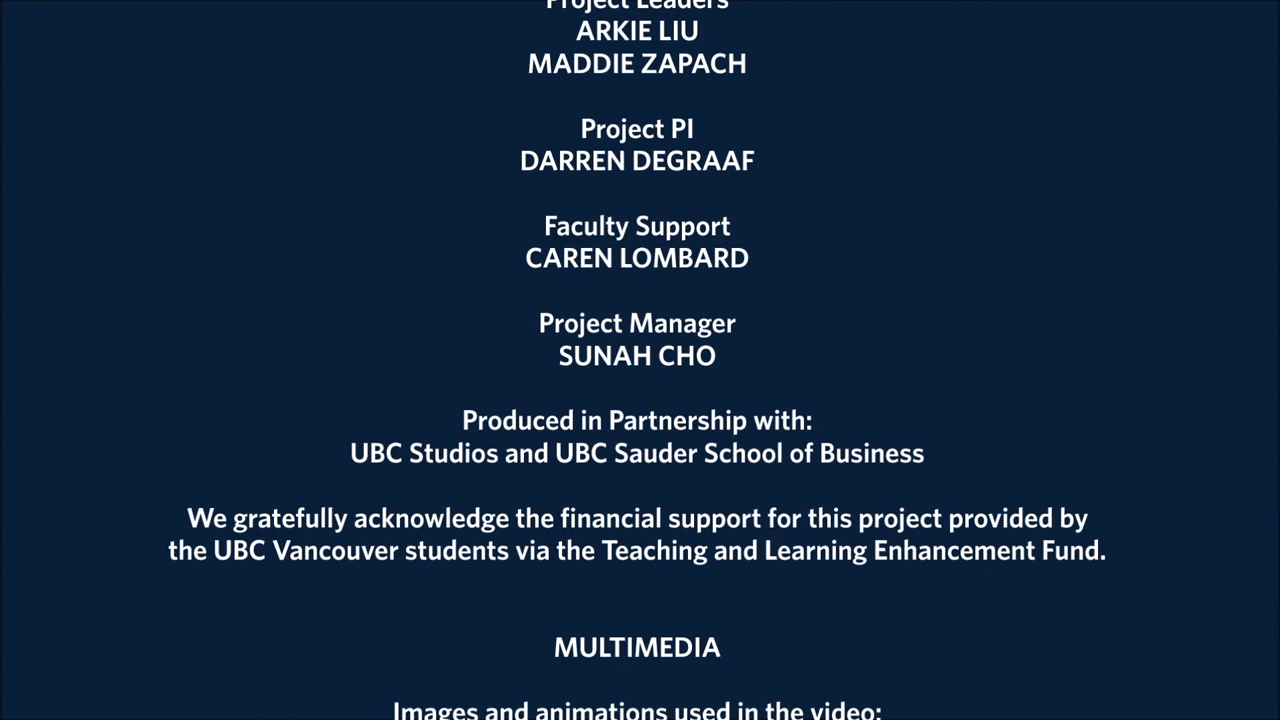 Project Leaders
ARKIE LIU
MADDIE ZAPACH
Project PI
DARREN DEGRAAF
Faculty Support
CAREN LOMBARD
Project Manager
SUNAH CHO
Produced in Partnership with:
UBC Studios and UBC Sauder School of Business
We gratefully acknowledge the financial support for this project provided by
the UBC Vancouver students via the Teaching and Learning Enhancement Fund.
MULTIMEDIA
Images and animations used in the video: